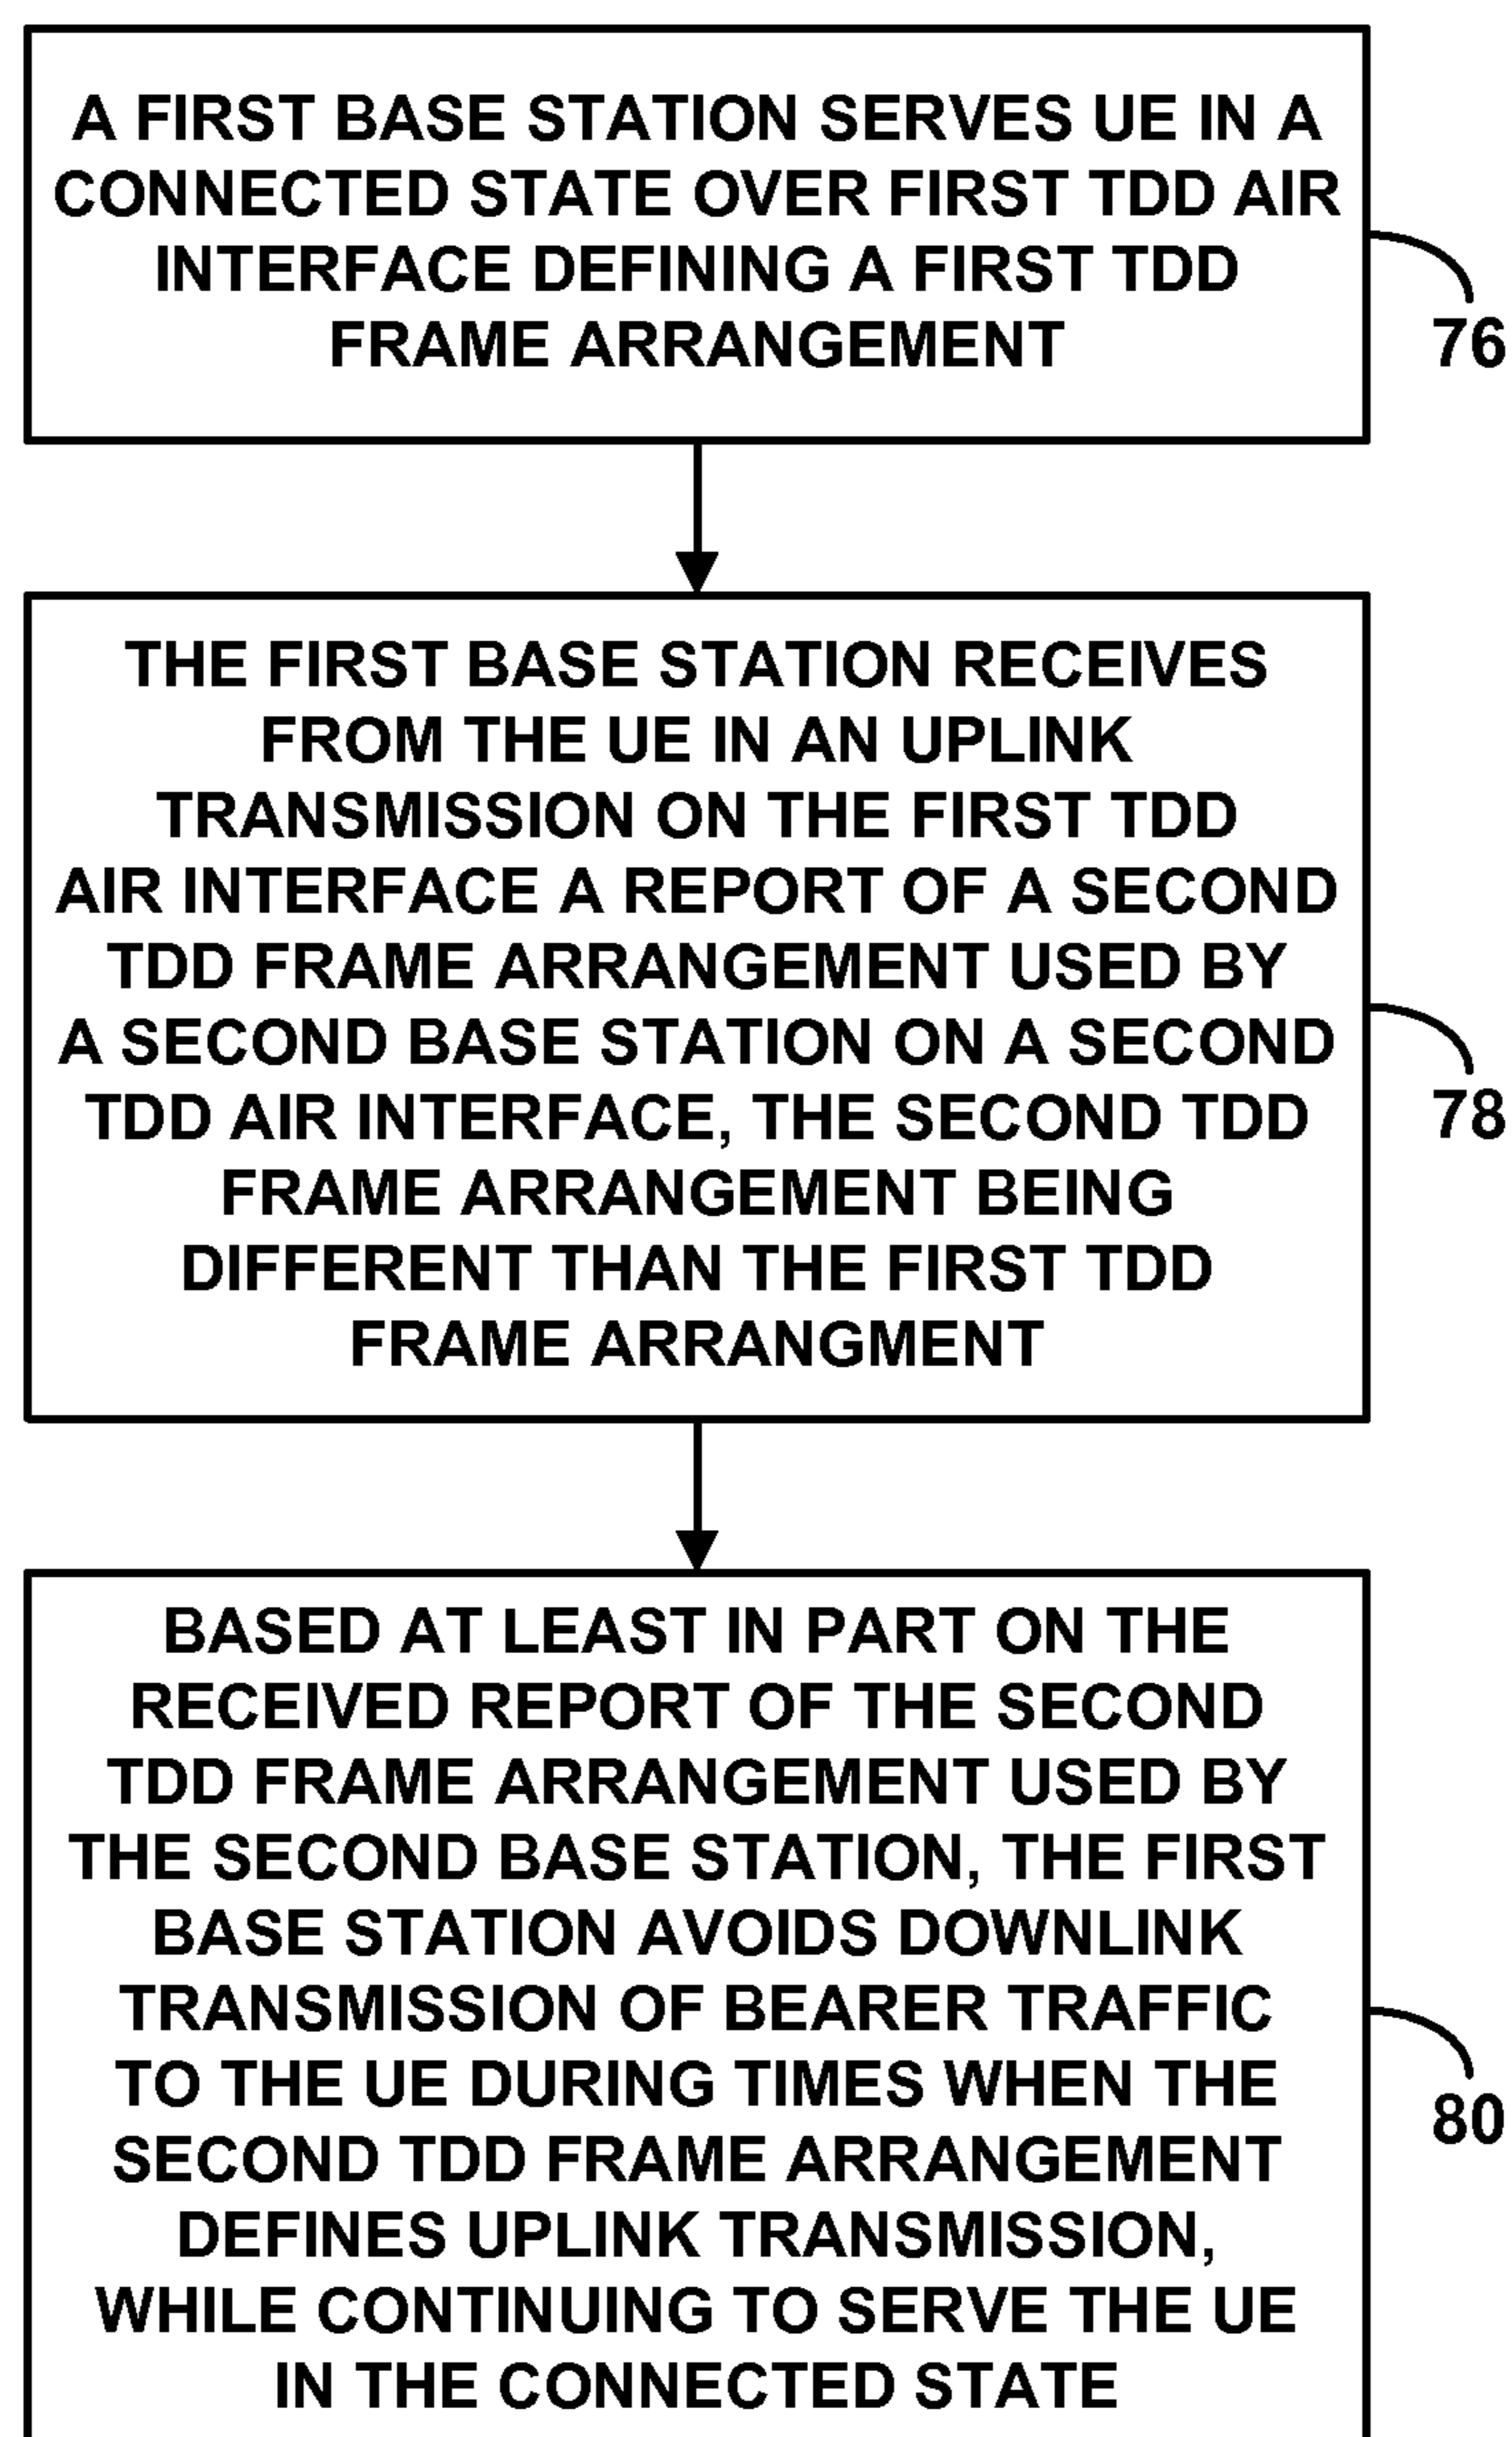 A FIRST BASE STATION SERVES UE IN A
CONNECTED STATE OVER FIRST TDD AIR
INTERFACE DEFINING A FIRST TDD
FRAME ARRANGEMENT
76
THE FIRST BASE STATION RECEIVES
FROM THE UE IN AN UPLINK
TRANSMISSION ON THE FIRST TDD
AIR INTERFACE A REPORT OF A SECOND
TDD FRAME ARRANGEMENT USED BY
A SECOND BASE STATION ON A SECOND
TDD AIR INTERFACE, THE SECOND TDD
FRAME ARRANGEMENT BEING
DIFFERENT THAN THE FIRST TDD
FRAME ARRANGMENT
78
BASED AT LEAST IN PART ON THE
RECEIVED REPORT OF THE SECOND
TDD FRAME ARRANGEMENT USED BY
THE SECOND BASE STATION, THE FIRST
BASE STATION AVOIDS DOWNLINK
TRANSMISSION OF BEARER TRAFFIC
TO THE UE DURING TIMES WHEN THE
SECOND TDD FRAME ARRANGEMENT
DEFINES UPLINK TRANSMISSION,
WHILE CONTINUING TO SERVE THE UE
IN THE CONNECTED STATE
80